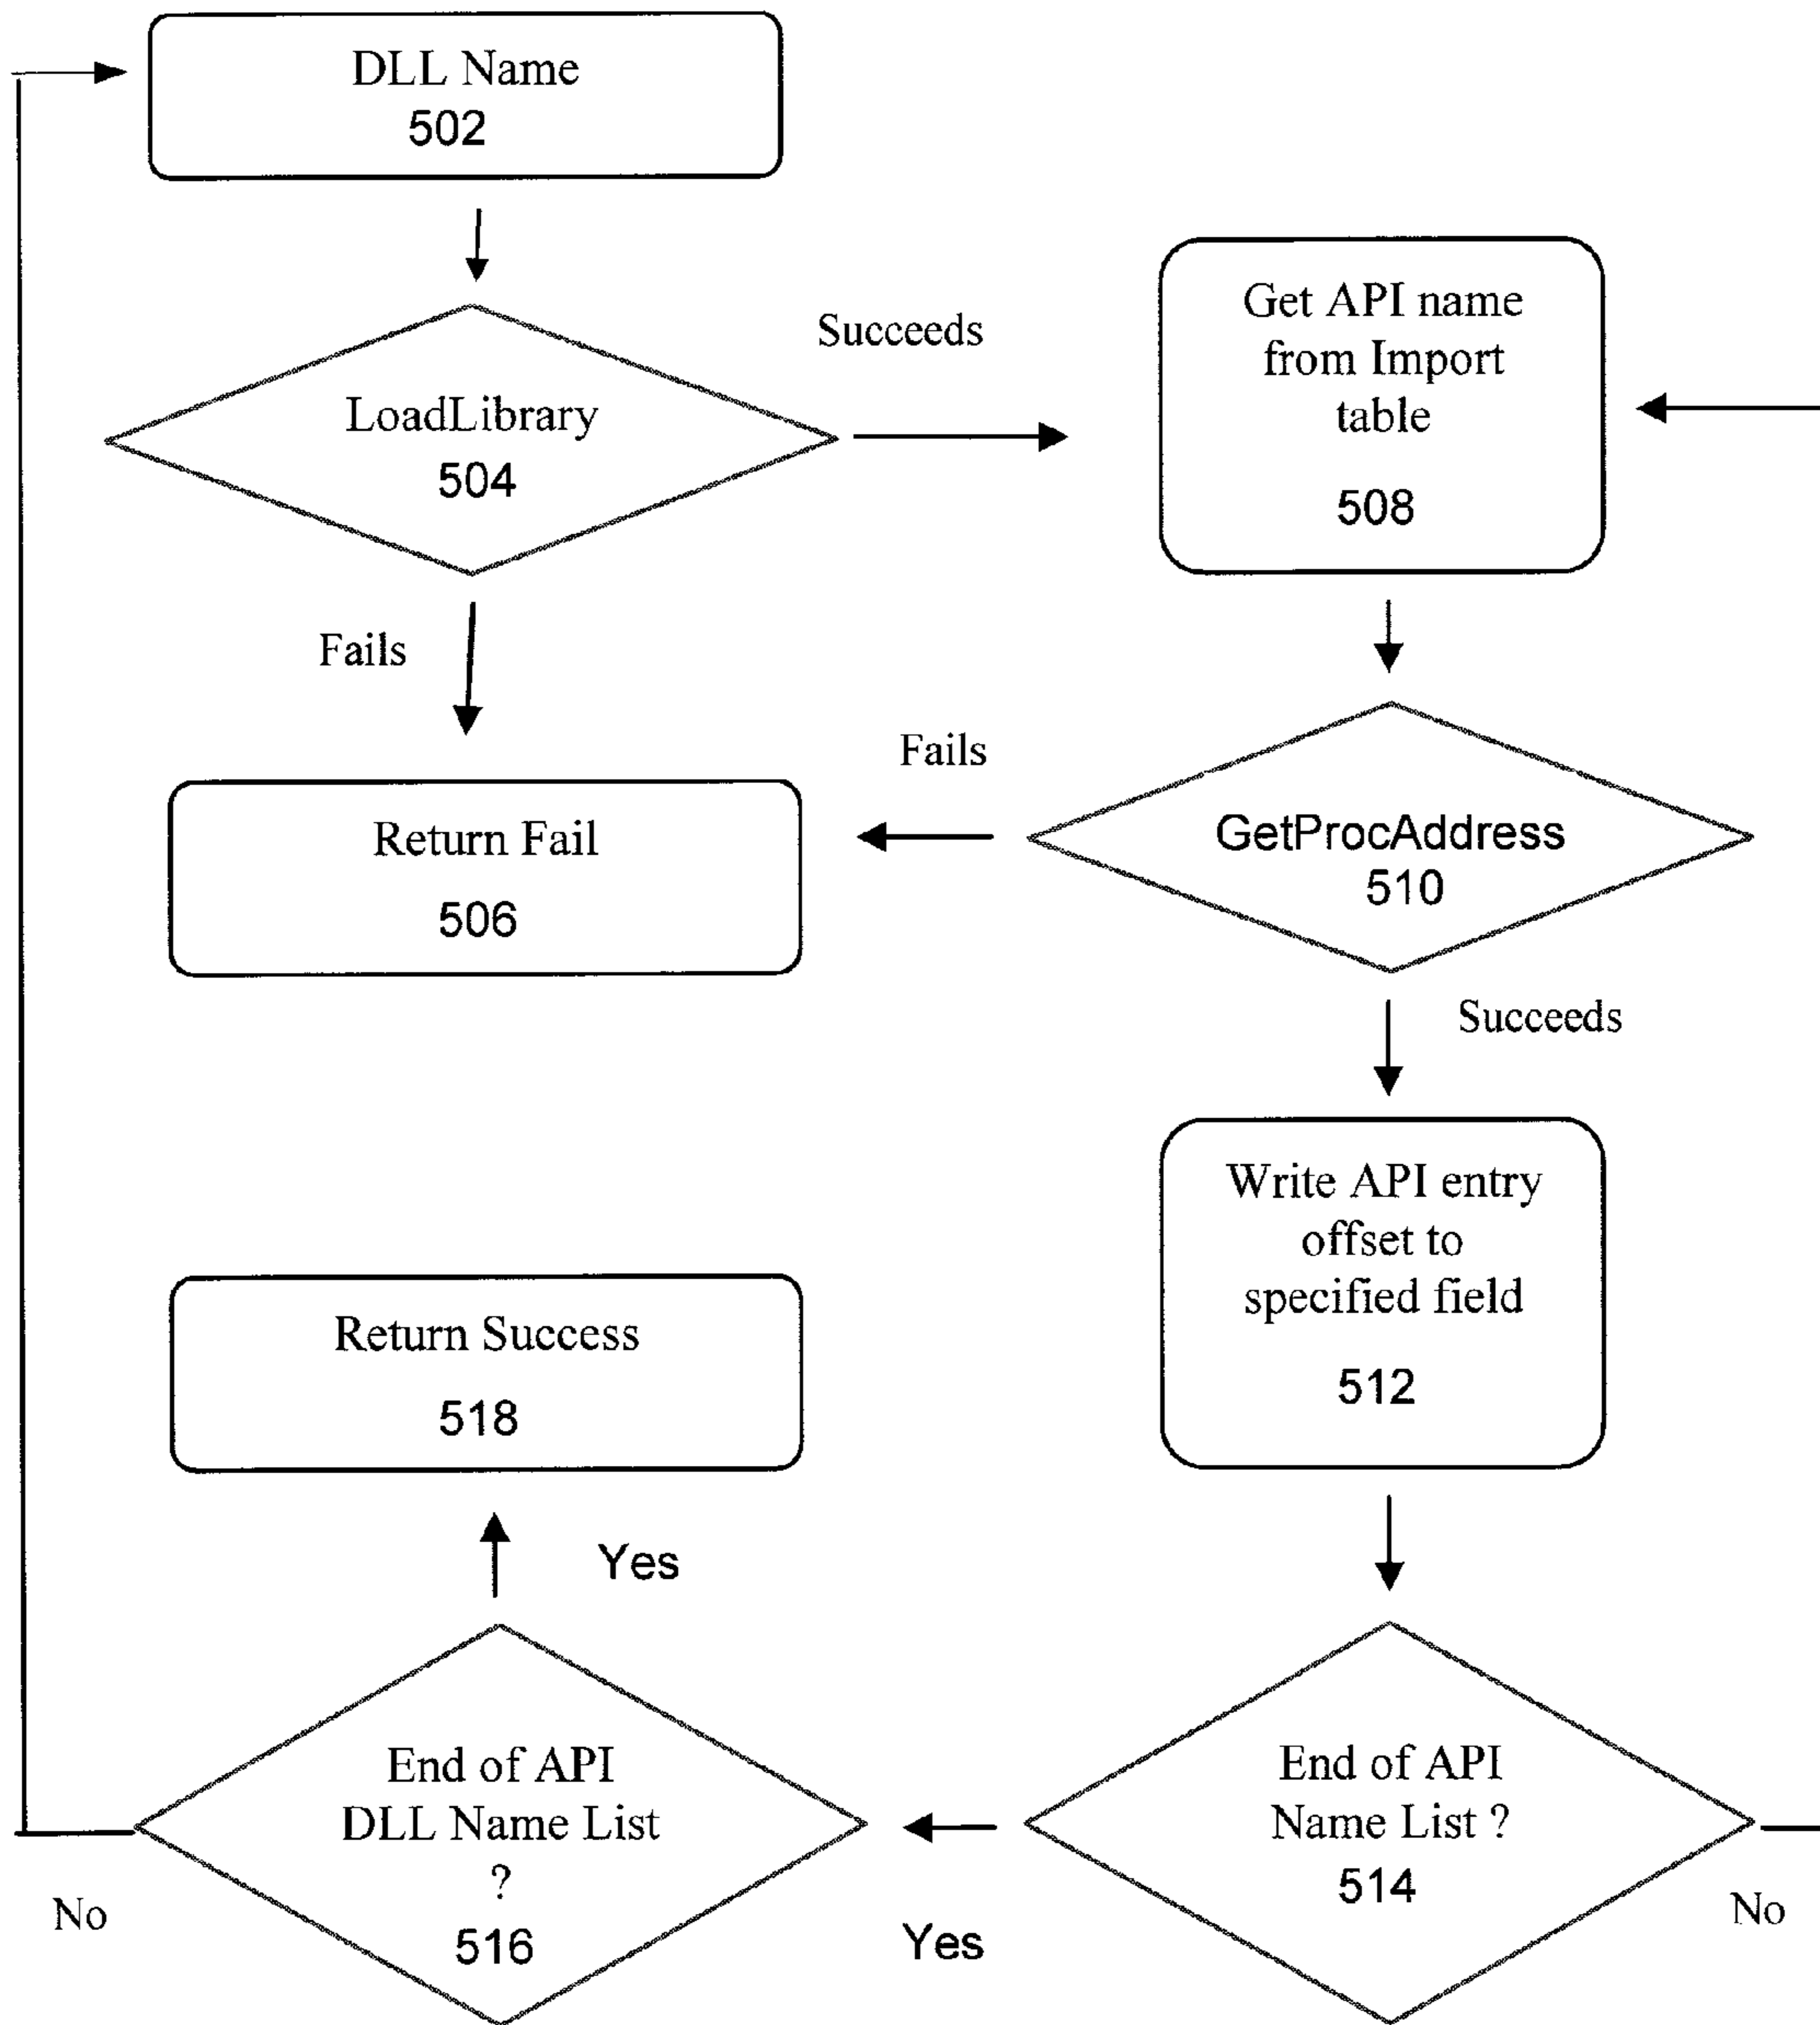 DLL Name
502
LoadLibrary
504
Succeeds
Fails
Return Fail
506
Get API name
from Import
table
508
Fails
GetProcAddress
510
Succeeds
Write API entry
offset to
specified field
512
End of API
Name List ?
514
No
Yes
End of API
DLL Name List
?
516
No
Yes
Return Success
518